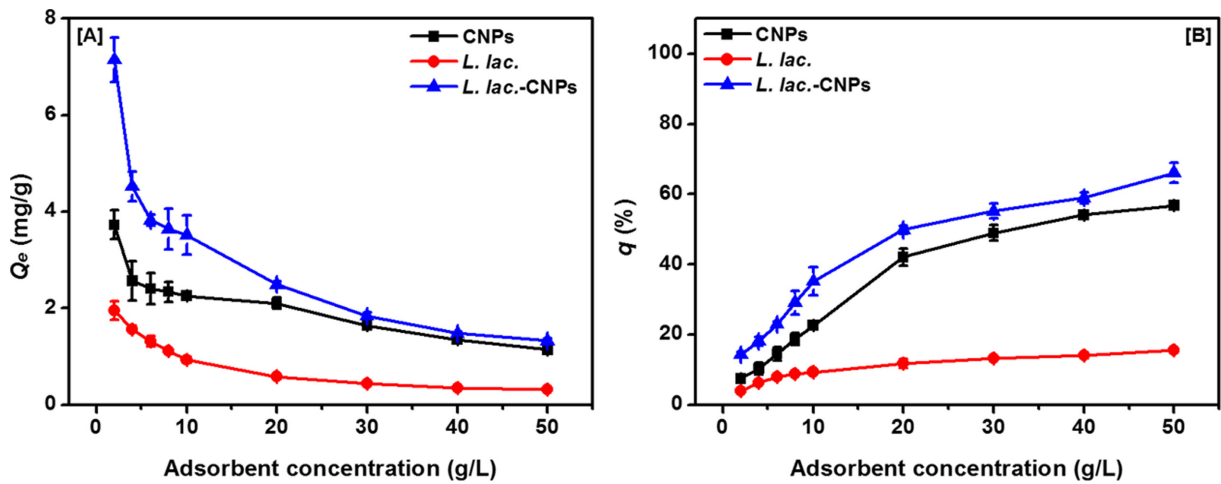 [A]
CNPs
L. lac.
L. lac.-CNPs
8
6
4
2
0
Qe (mg/g)
0 10 20 30 40 50
Adsorbent concentration (g/L)
[B]
CNPs
L. lac.
L. lac.-CNPs
100
80
60
40
20
0
q (%)
0 10 20 30 40 50
Adsorbent concentration (g/L)